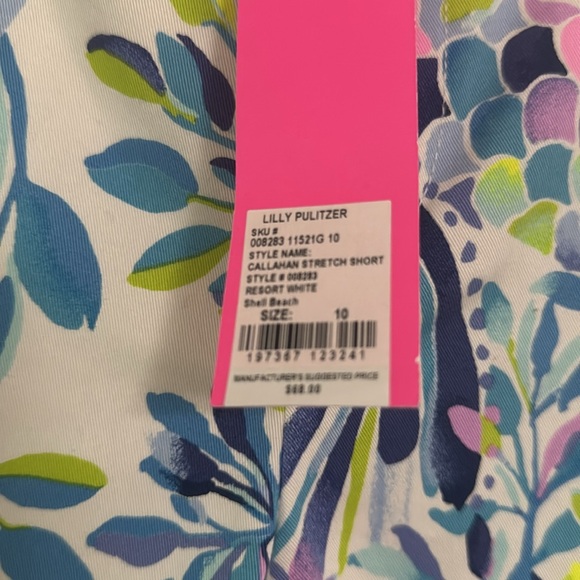 LILLY PULITZER
SKU #
008283 11521G 10
STYLE NAME:
CALLAHAN STRETCH SHORT
STYLE # 008283
RESORT WHITE
Shell Beach
SIZE: 10
197367 123241
MANUFACTURER'S SUGGESTED PRICE
$68.00